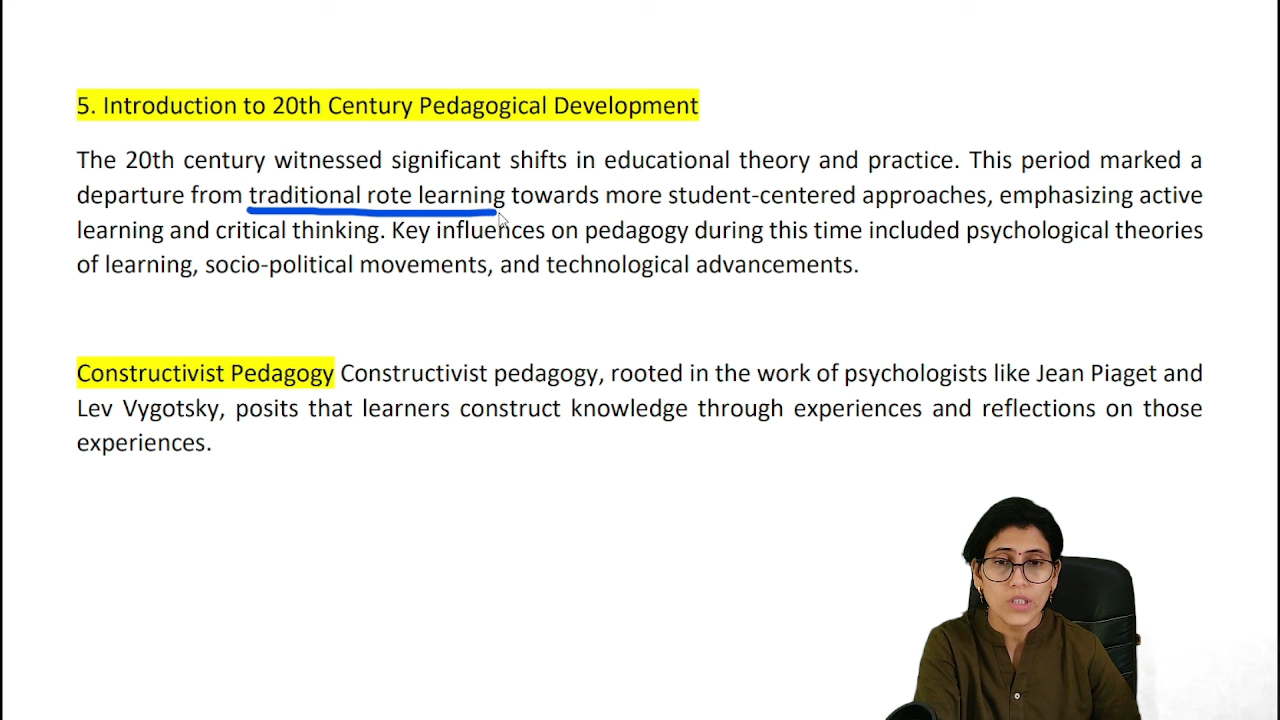 5. Introduction to 20th Century Pedagogical Development
The 20th century witnessed significant shifts in educational theory and practice. This period marked a
departure from traditional rote learning towards more student-centered approaches, emphasizing active
learning and critical thinking. Key influences on pedagogy during this time included psychological theories
of learning, socio-political movements, and technological advancements.
Constructivist Pedagogy Constructivist pedagogy, rooted in the work of psychologists like Jean Piaget and
Lev Vygotsky, posits that learners construct knowledge through experiences and reflections on those
experiences.